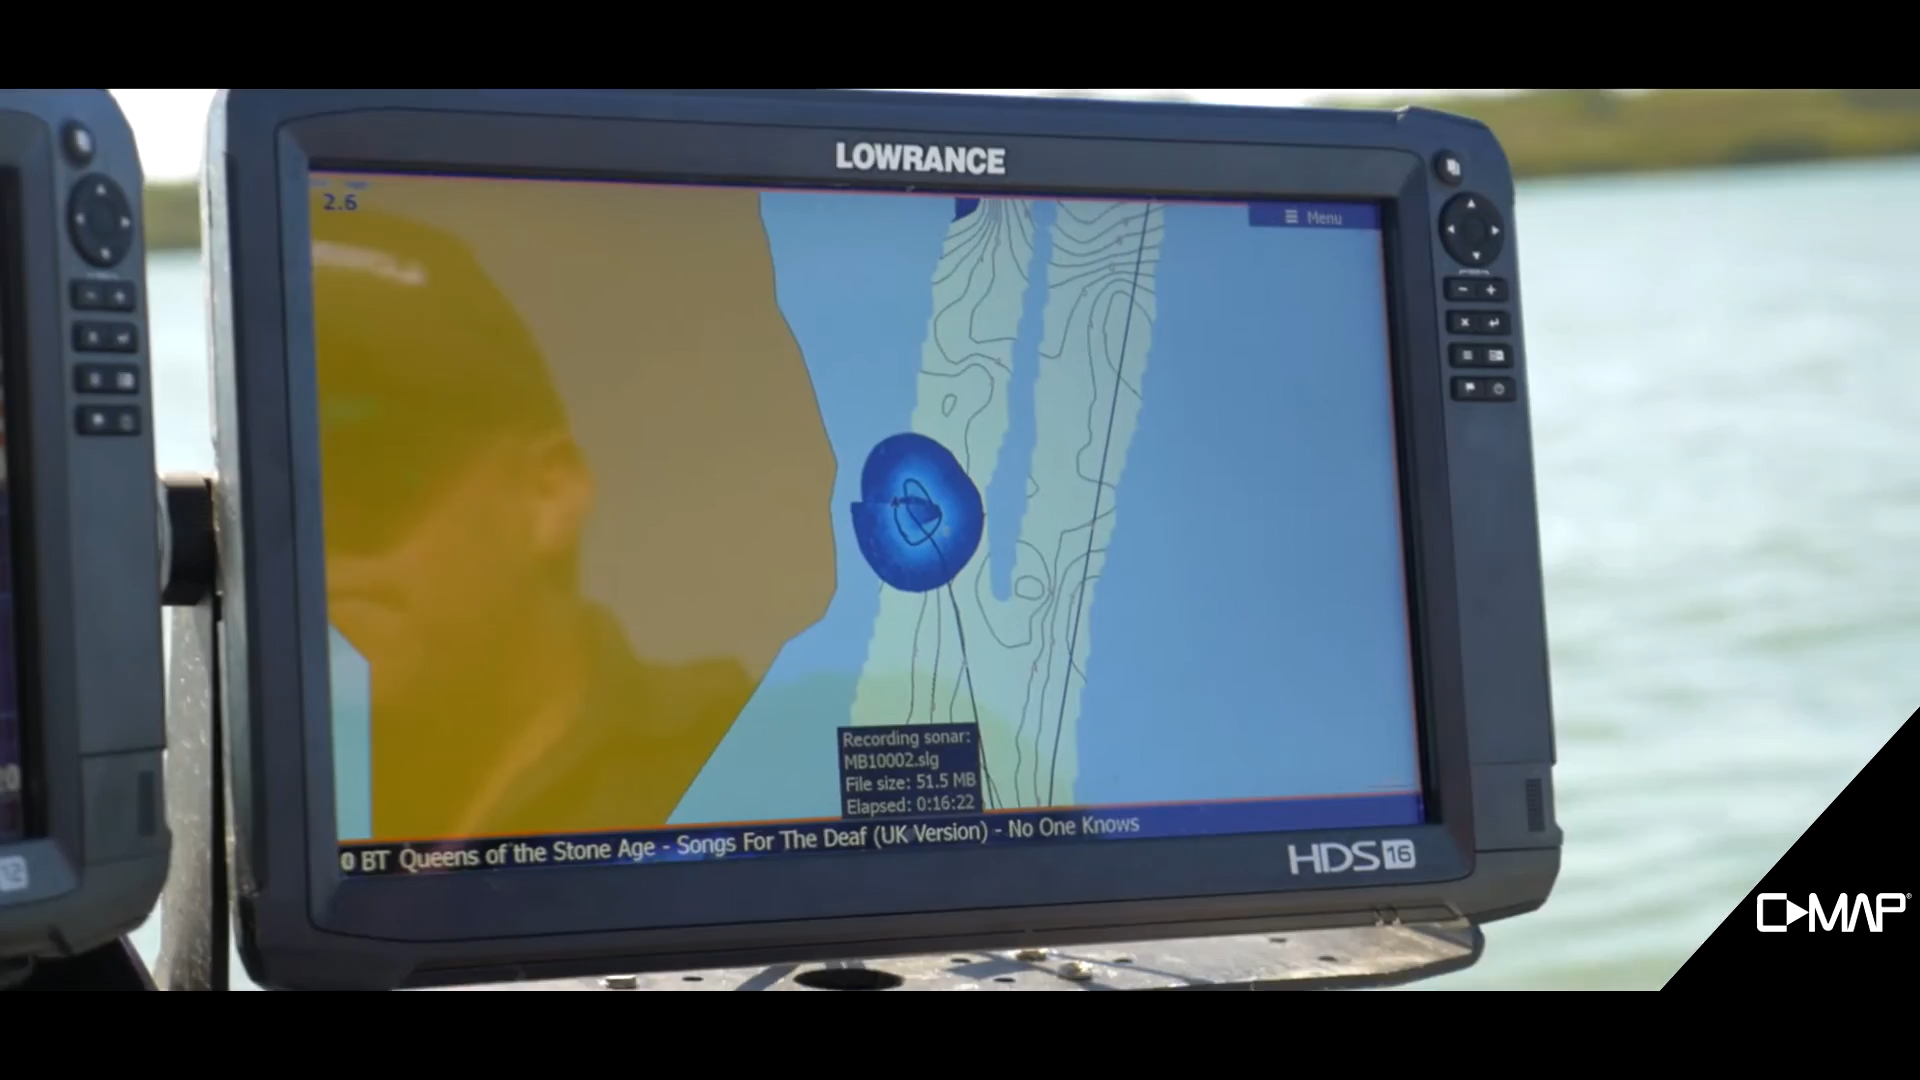 LOWRANCE
2.6
Menu
Recording sonar:
MB10002.slg
File size: 51.5 MB
Elapsed: 0:16:22
0 BT Queens of the Stone Age - Songs For The Deaf (UK Version) - No One Knows
HDS 16
12
C-MAP®